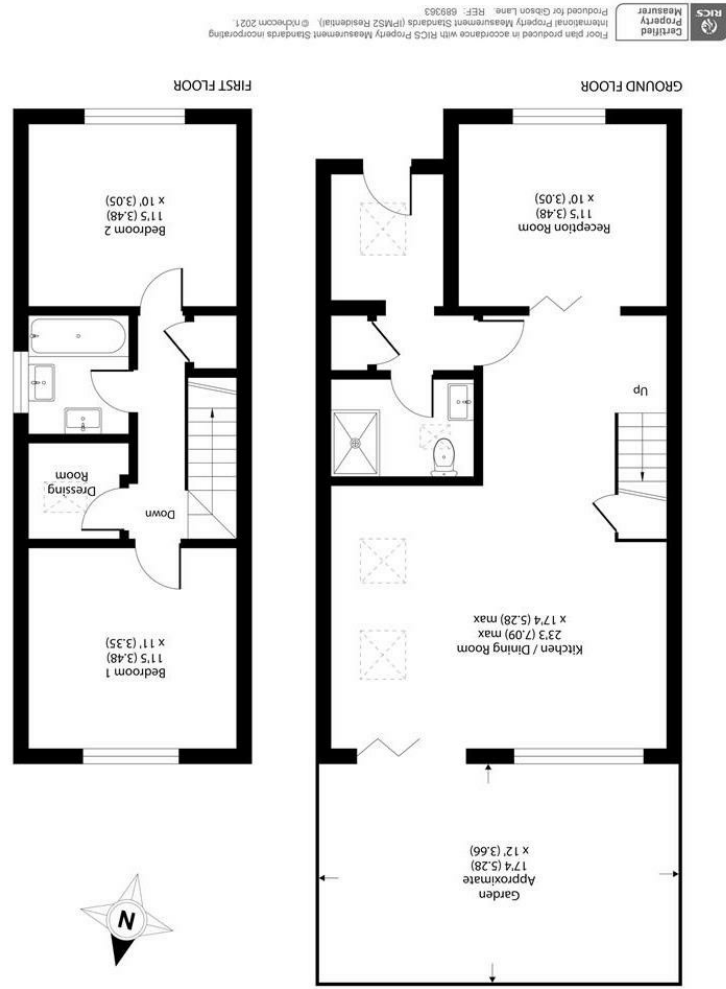 N
Garden
Approximate
17'4 (5.28)
x 12' (3.66)
Kitchen / Dining Room
23'3 (7.09) max
x 17'4 (5.28) max
Up
Reception Room
11'5 (3.48)
x 10' (3.05)
GROUND FLOOR
Bedroom 1
11'5 (3.48)
x 11' (3.35)
Down
Dressing
Room
Bedroom 2
11'5 (3.48)
x 10' (3.05)
FIRST FLOOR
RICS
Certified
Property
Measurer
Floor plan produced in accordance with RICS Property Measurement Standards incorporating
International Property Measurement Standards (IPMS2 Residential). © nichecom 2021.
Produced for Gibson Lane. REF: 689363